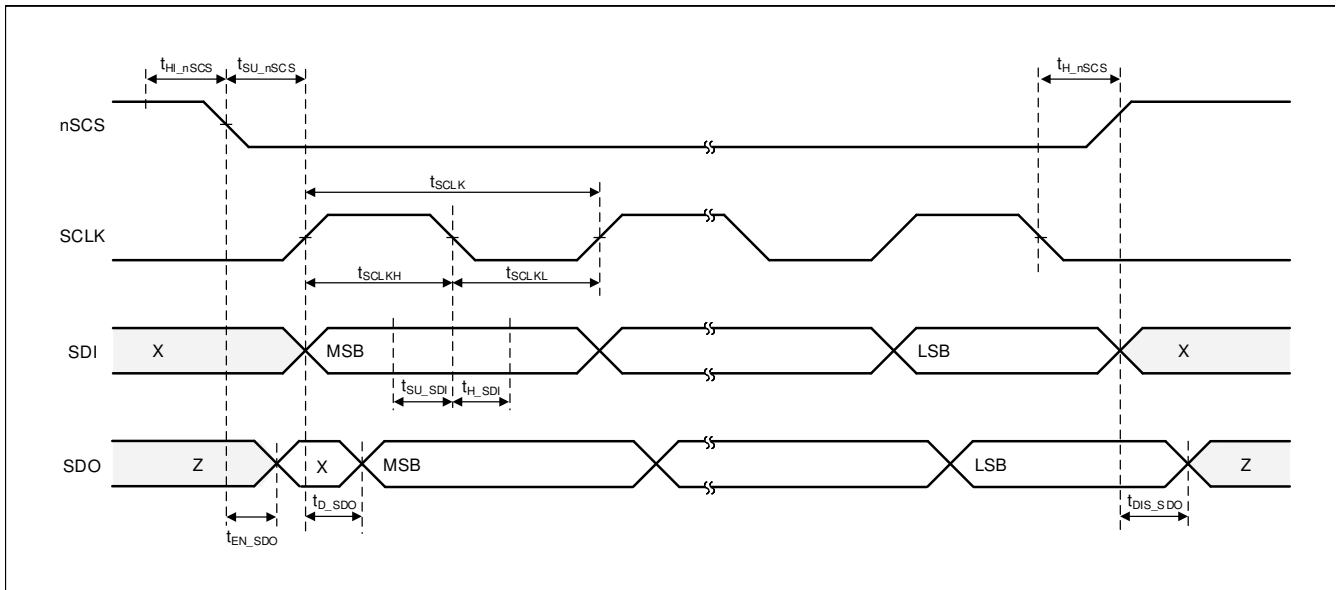 tHI_nSCS tSU_nSCS tH_nSCS
nSCS
tSCLK
SCLK
tSCLKH tSCLKL
SDI X MSB LSB X
tSU_SDI tH_SDI
SDO Z X MSB LSB Z
tD_SDO tDIS_SDO
tEN_SDO